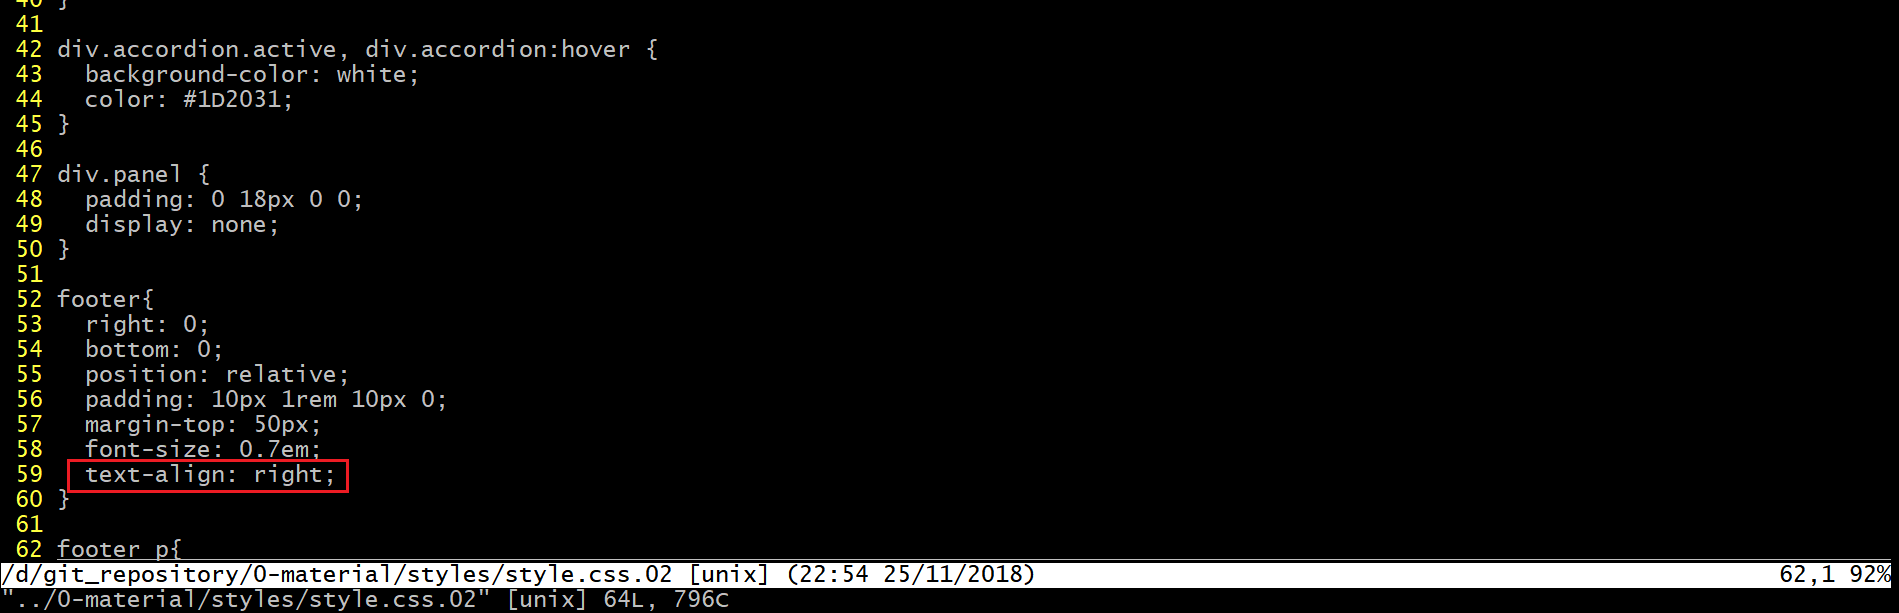 40 }
41
42 div.accordion.active, div.accordion:hover {
43   background-color: white;
44   color: #1D2031;
45 }
46
47 div.panel {
48   padding: 0 18px 0 0;
49   display: none;
50 }
51
52 footer{
53   right: 0;
54   bottom: 0;
55   position: relative;
56   padding: 10px 1rem 10px 0;
57   margin-top: 50px;
58   font-size: 0.7em;
59   text-align: right;
60 }
61
62 footer p{
/d/git_repository/0-material/styles/style.css.02 [unix] (22:54 25/11/2018) 62,1 92%
"../0-material/styles/style.css.02" [unix] 64L, 796C